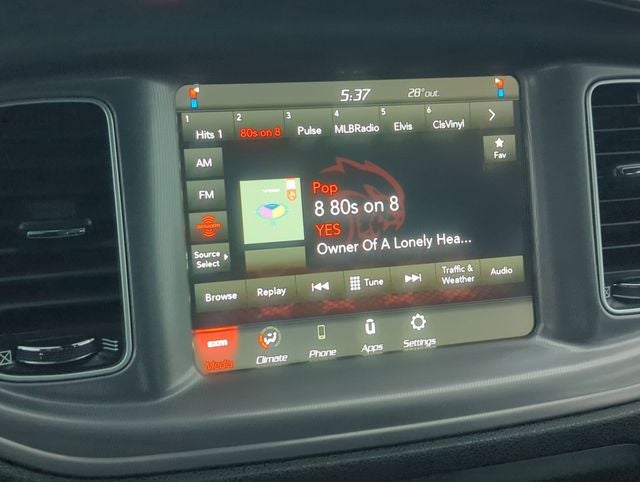 5:37 28°out.
1 2 3 4 5 6
Hits 1 80s on 8 Pulse MLBRadio Elvis ClsVinyl
AM
Fav
FM
Pop
8 80s on 8
siriusxm
YES
Source
Select
Owner Of A Lonely Hea...
Browse Replay Tune Traffic &
Weather Audio
sxm
Media Climate Phone Apps Settings